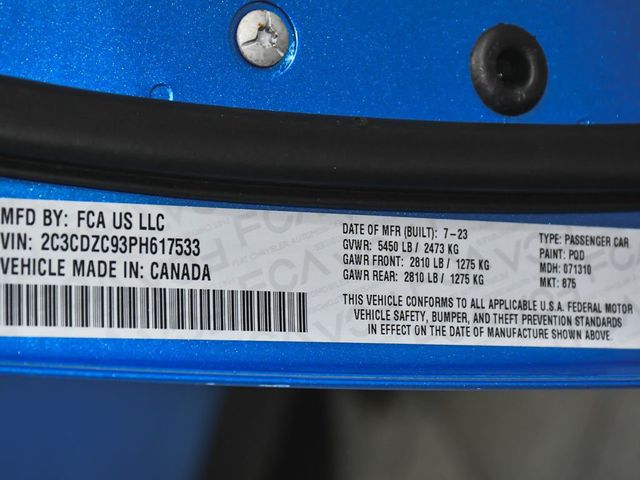 MFD BY: FCA US LLC
VIN: 2C3CDZC93PH617533
VEHICLE MADE IN: CANADA
DATE OF MFR (BUILT): 7-23
GVWR: 5450 LB / 2473 KG
GAWR FRONT: 2810 LB / 1275 KG
GAWR REAR: 2810 LB / 1275 KG
TYPE: PASSENGER CAR
PAINT: PQD
MDH: 071310
MKT: 875
THIS VEHICLE CONFORMS TO ALL APPLICABLE U.S.A. FEDERAL MOTOR
VEHICLE SAFETY, BUMPER, AND THEFT PREVENTION STANDARDS
IN EFFECT ON THE DATE OF MANUFACTURE SHOWN ABOVE.